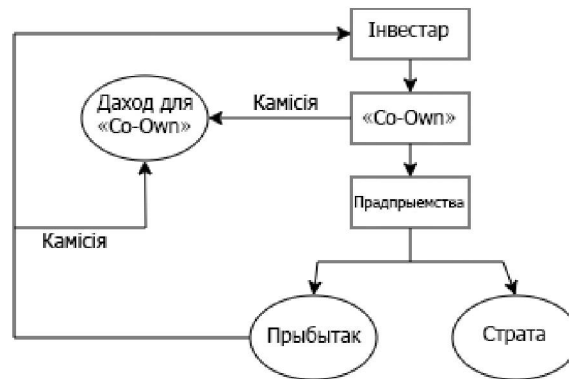 Інвестар
Даход для
«Co-Own»
Камісія
«Co-Own»
Прадпрыемства
Камісія
Прыбытак
Страта